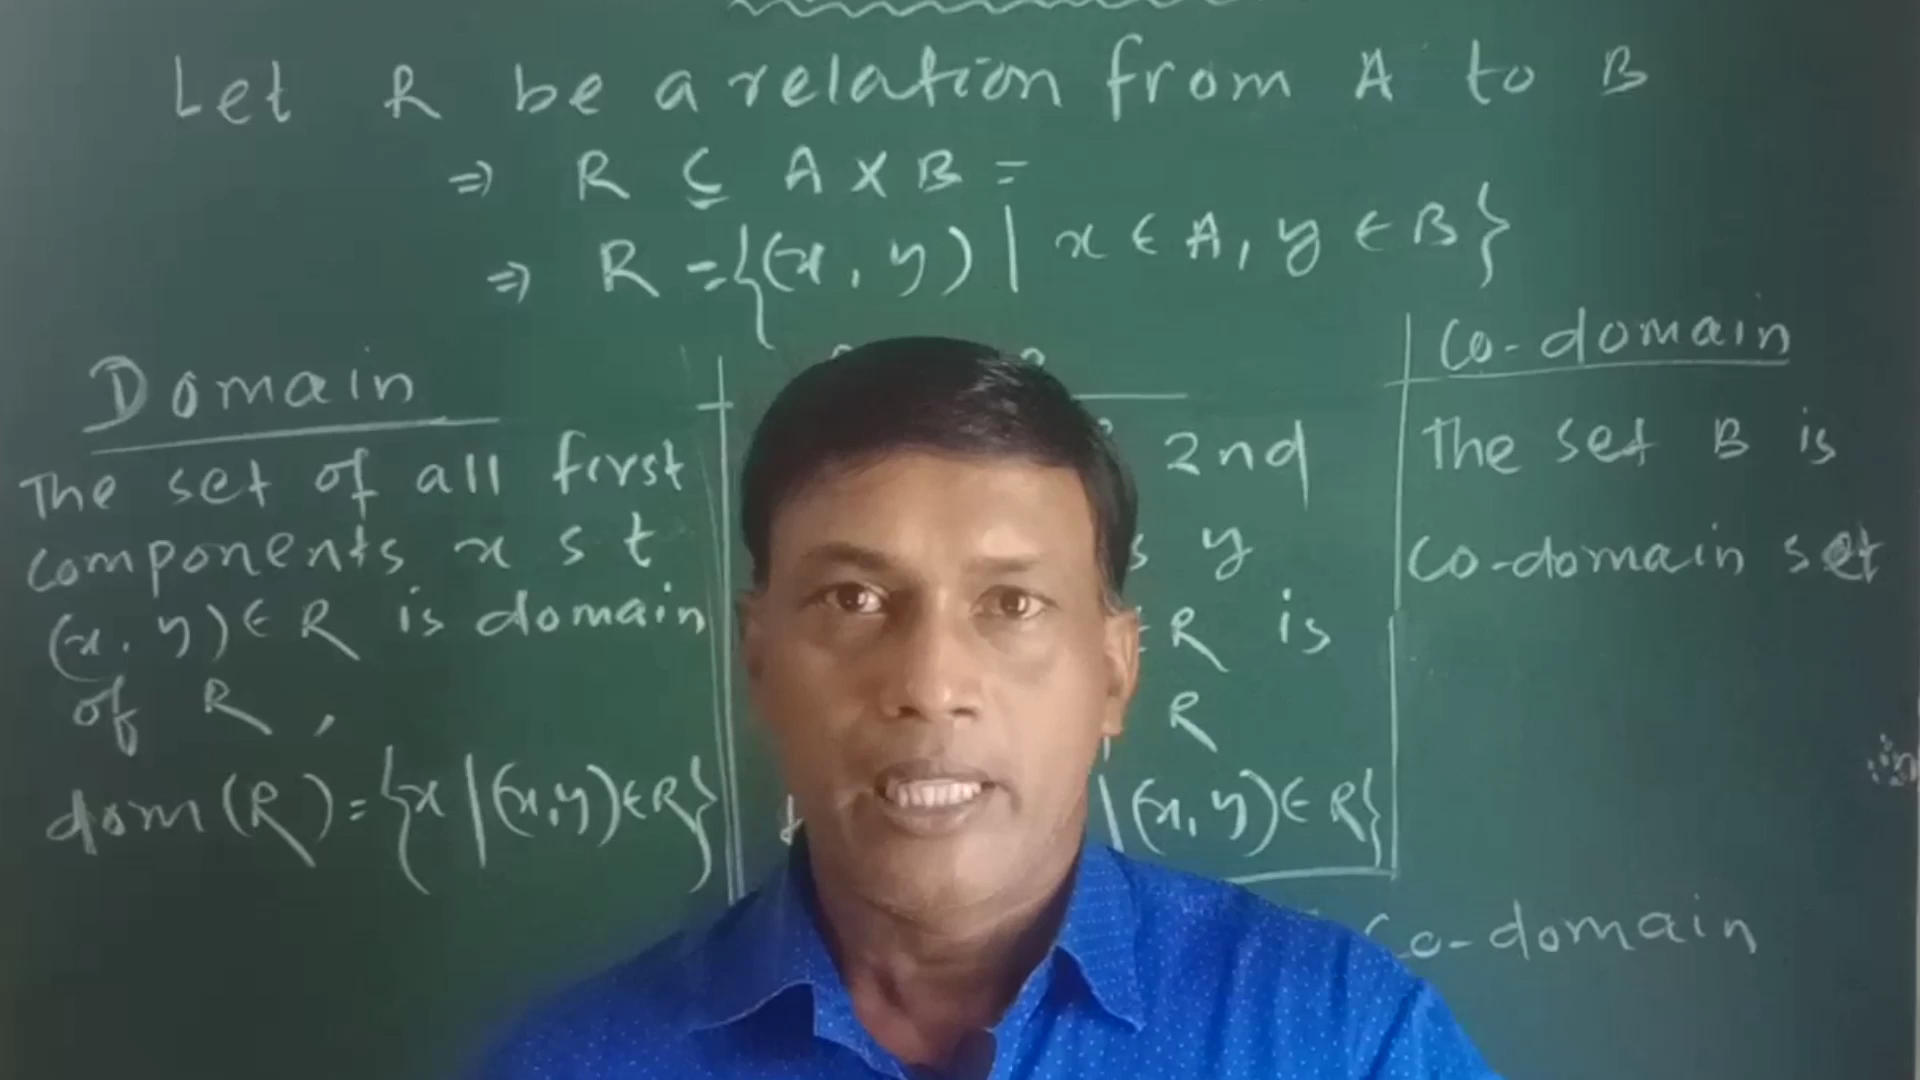 Let R be a relation from A to B
⇒ R ⊆ A × B =
⇒ R = {(x, y) | x ∈ A, y ∈ B}
Domain
The set of all first
components x s t
(x, y) ∈ R is domain
of R,
dom(R) = {x | (x,y) ∈ R}
2nd
y
∈ R is
R
| (x, y) ∈ R}
Co-domain
The set B is
Co-domain set
Co-domain